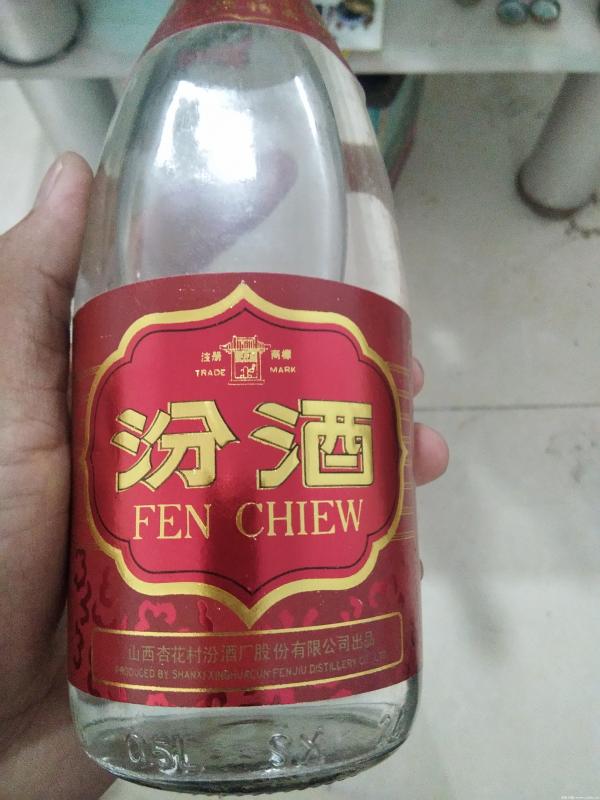 注册 商标
TRADE MARK
汾酒
FEN CHIEW
山西杏花村汾酒厂股份有限公司出品
PRODUCED BY SHANXI XINGHUACUN FENJIU DISTILLERY CO. LTD
0.5L SX